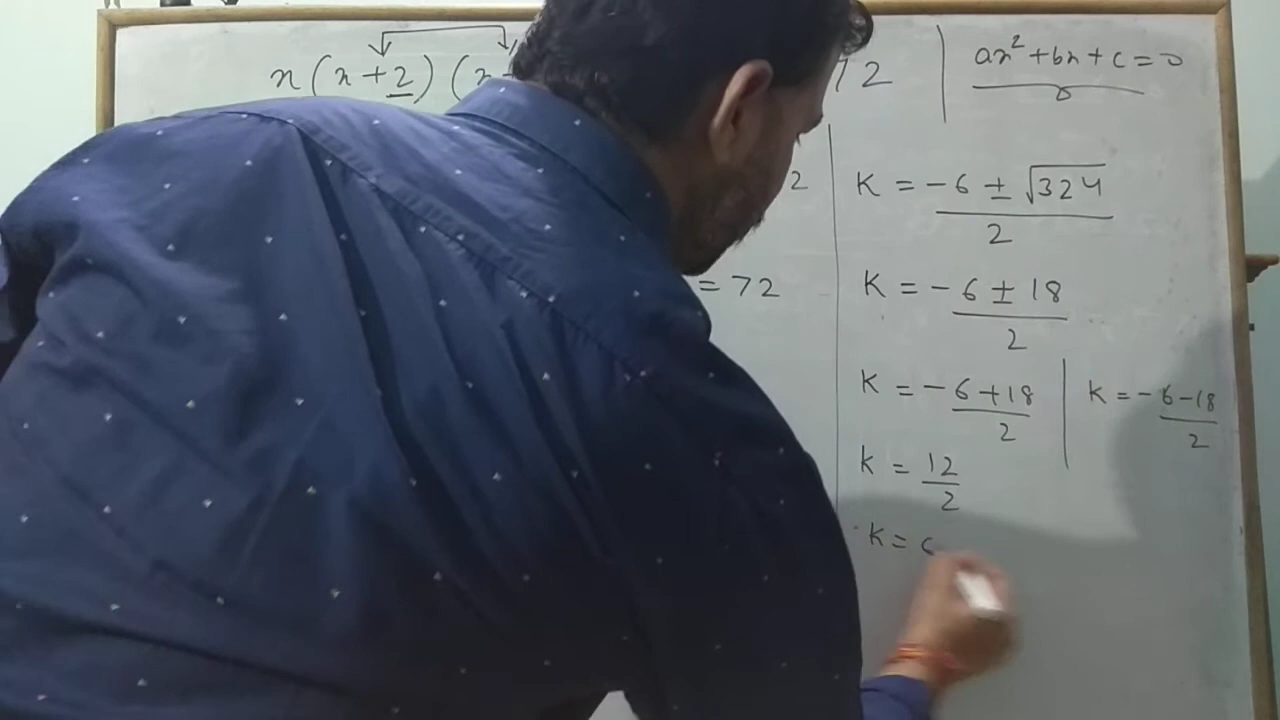 x(x+2)(x 72
ax²+bx+c=0
2
= 72
K = -6 ± √324 / 2
K = -6 ± 18 / 2
K = -6+18 / 2
K = -6-18 / 2
K = 12 / 2
K =